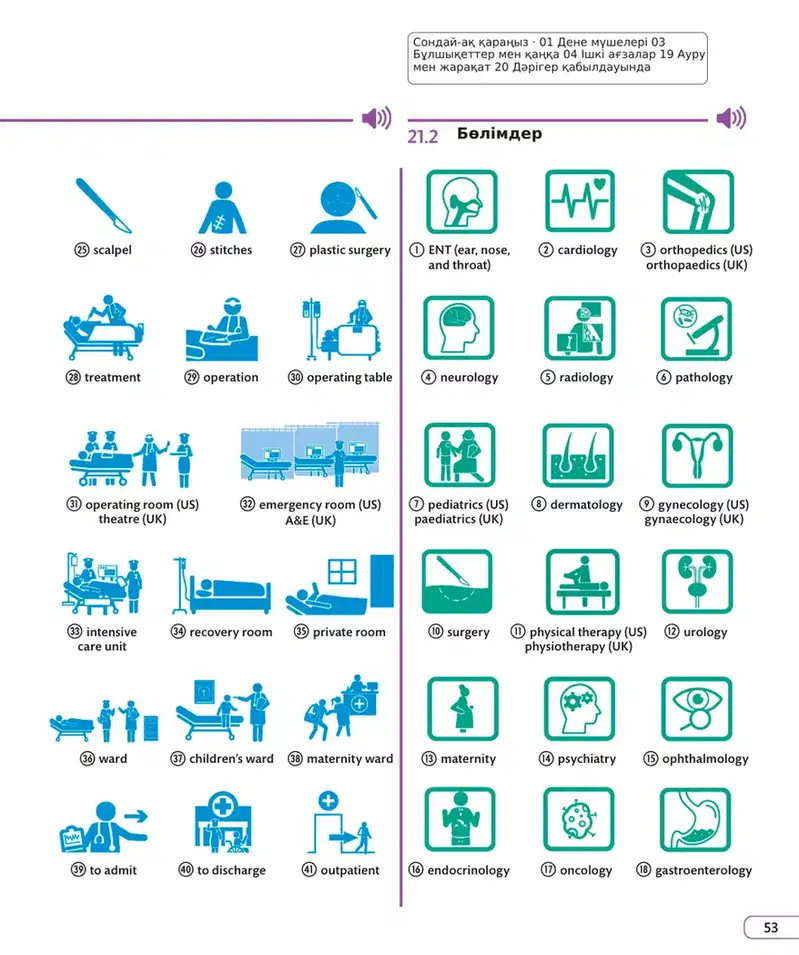 Сондай-ақ қараңыз · 01 Дене мүшелері 03
Бұлшықеттер мен қаңқа 04 Ішкі ағзалар 19 Ауру
мен жарақат 20 Дәрігер қабылдауында
21.2 Бөлімдер
25 scalpel
26 stitches
27 plastic surgery
28 treatment
29 operation
30 operating table
31 operating room (US)
theatre (UK)
32 emergency room (US)
A&E (UK)
33 intensive
care unit
34 recovery room
35 private room
36 ward
37 children's ward
38 maternity ward
39 to admit
40 to discharge
41 outpatient
1 ENT (ear, nose,
and throat)
2 cardiology
3 orthopedics (US)
orthopaedics (UK)
4 neurology
5 radiology
6 pathology
7 pediatrics (US)
paediatrics (UK)
8 dermatology
9 gynecology (US)
gynaecology (UK)
10 surgery
11 physical therapy (US)
physiotherapy (UK)
12 urology
13 maternity
14 psychiatry
15 ophthalmology
16 endocrinology
17 oncology
18 gastroenterology
53